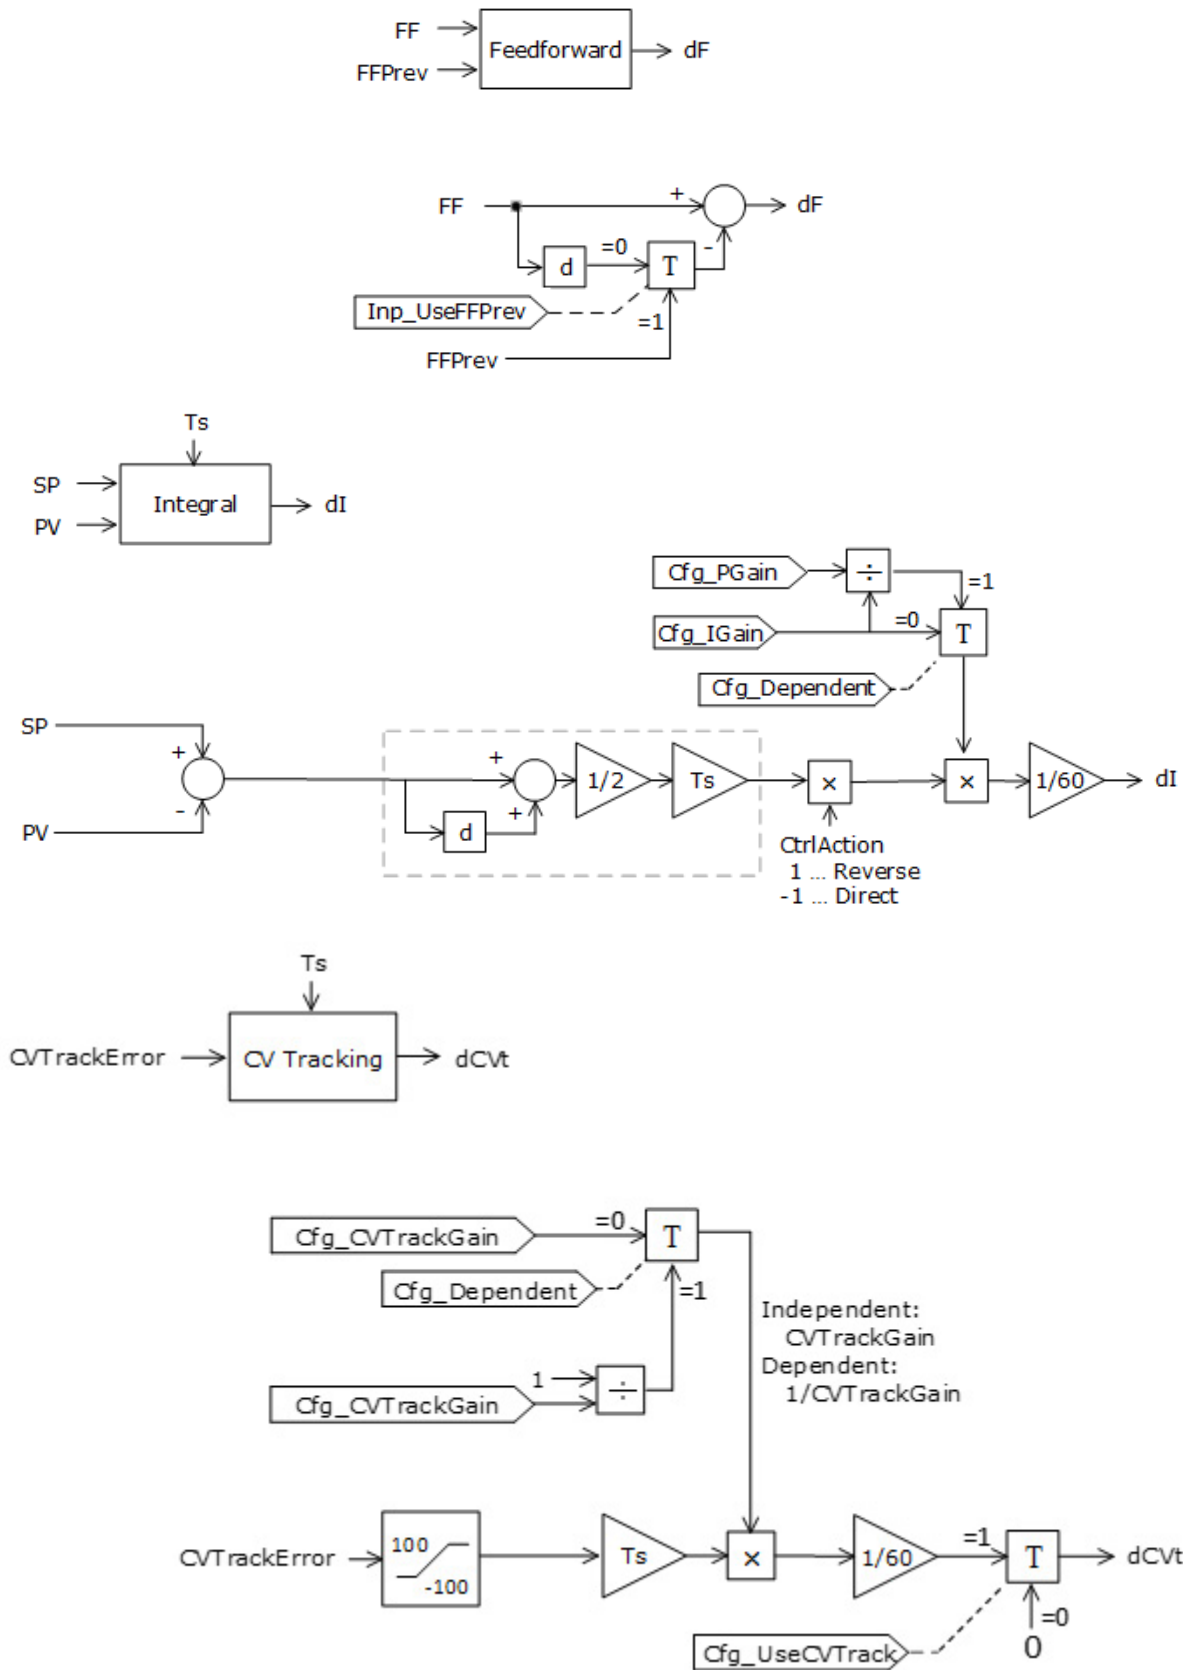 FF
FFPrev
Feedforward
dF
FF
+
dF
-
=0
d
T
Inp_UseFFPrev
=1
FFPrev
Ts
SP
PV
Integral
dI
Cfg_PGain
÷
=1
Cfg_IGain
=0
T
Cfg_Dependent
SP
+
-
PV
+
+
d
1/2
Ts
×
×
1/60
dI
CtrlAction
1 ... Reverse
-1 ... Direct
Ts
CVTrackError
CV Tracking
dCVt
Cfg_CVTrackGain
=0
T
Cfg_Dependent
=1
Independent:
CVTrackGain
Dependent:
1/CVTrackGain
1
÷
Cfg_CVTrackGain
CVTrackError
100
-100
Ts
×
1/60
=1
T
dCVt
=0
0
Cfg_UseCVTrack